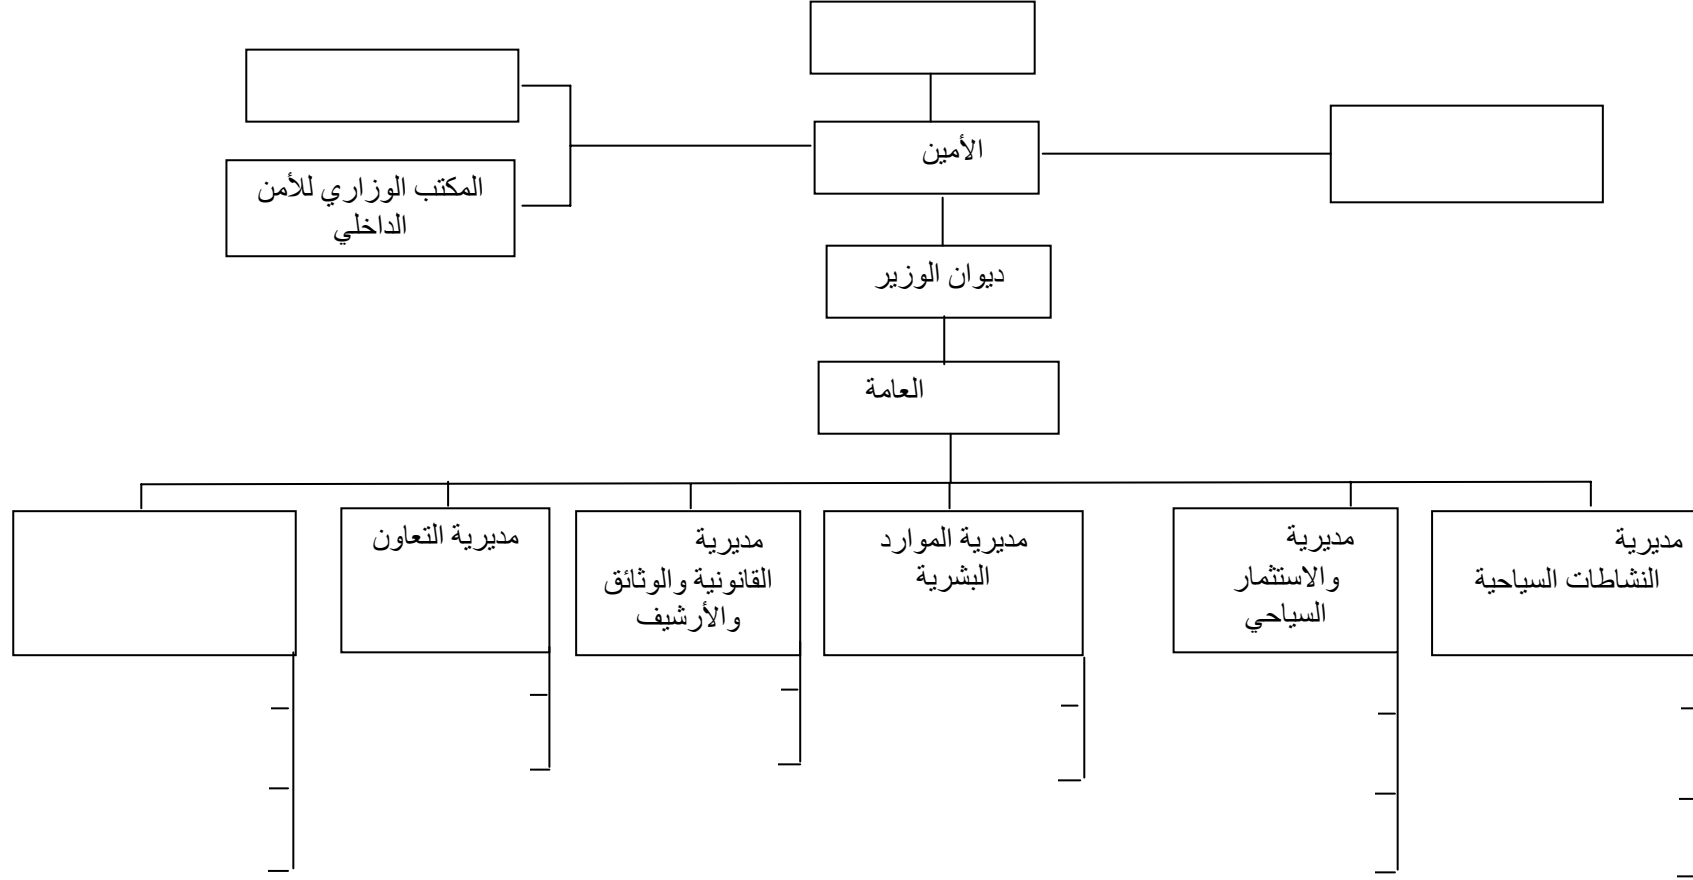 الأمين
المكتب الوزاري للأمن
الداخلي
ديوان الوزير
العامة
مديرية
النشاطات السياحية
مديرية
والاستثمار
السياحي
مديرية الموارد
البشرية
مديرية
القانونية والوثائق
والأرشيف
مديرية التعاون